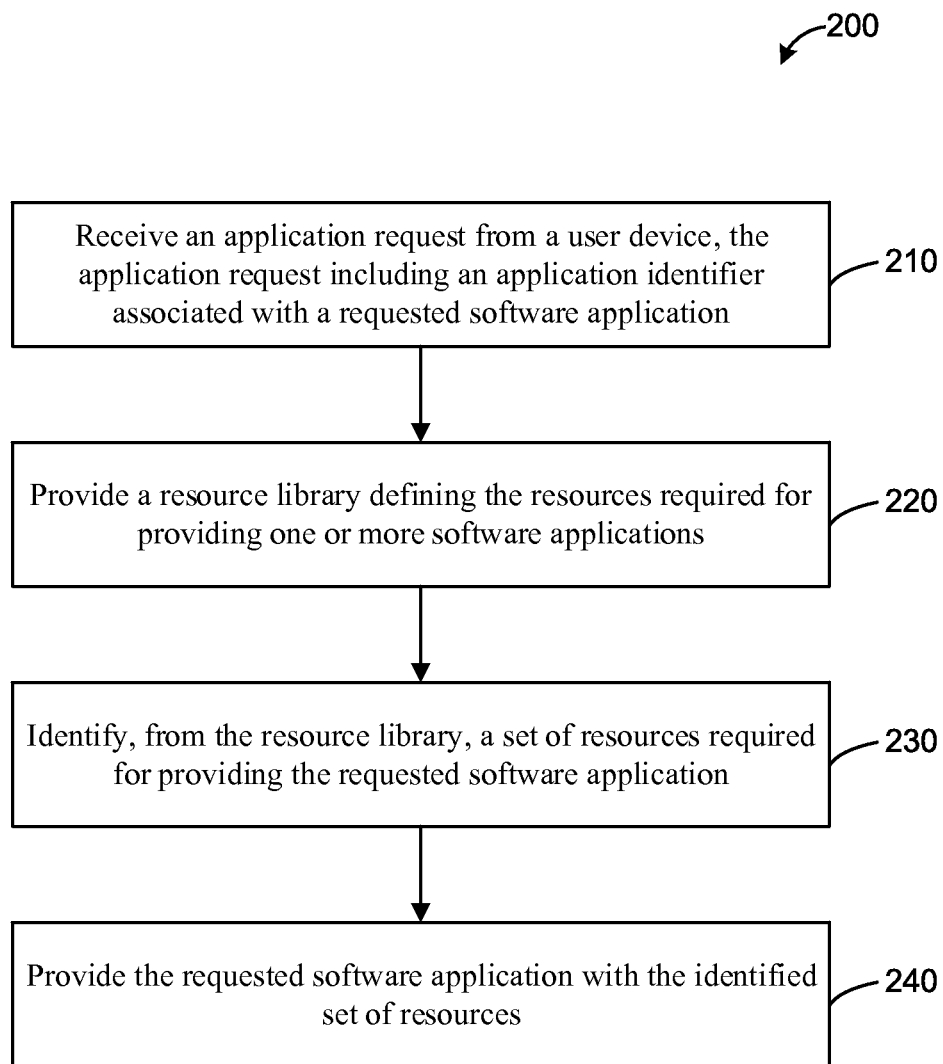 200
Receive an application request from a user device, the
application request including an application identifier
associated with a requested software application
210
Provide a resource library defining the resources required for
providing one or more software applications
220
Identify, from the resource library, a set of resources required
for providing the requested software application
230
Provide the requested software application with the identified
set of resources
240